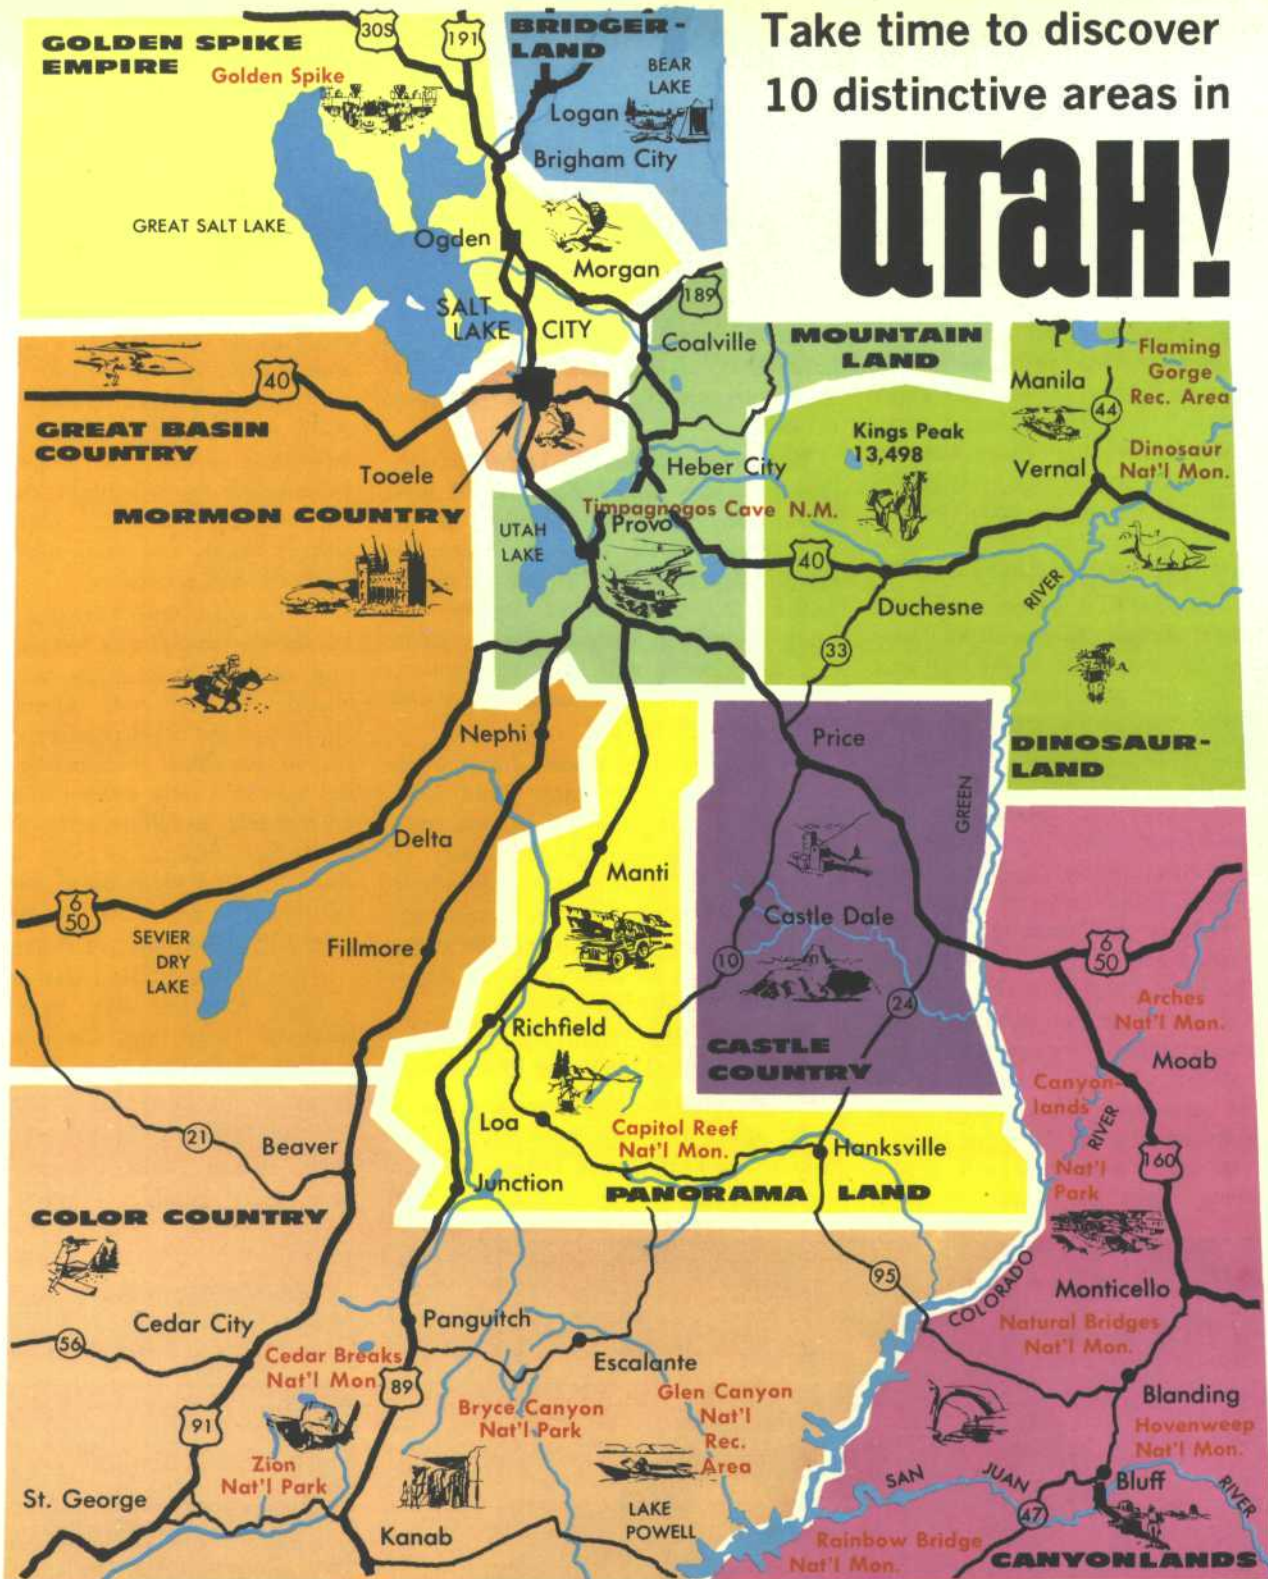 Take time to discover
10 distinctive areas in
UTAH!
GOLDEN SPIKE
EMPIRE
Golden Spike
30S
191
BRIDGER-
LAND
BEAR
LAKE
Logan
Brigham City
GREAT SALT LAKE
Ogden
Morgan
189
SALT
LAKE
CITY
Coalville
MOUNTAIN
LAND
Flaming
Gorge
Rec. Area
Manila
44
40
GREAT BASIN
COUNTRY
Kings Peak
13,498
Dinosaur
Nat'l Mon.
Vernal
Tooele
Heber City
MORMON COUNTRY
Timpagnogos Cave N.M.
Provo
UTAH
LAKE
40
Duchesne
RIVER
33
Nephi
Price
DINOSAUR-
LAND
GREEN
Delta
Manti
6
50
Castle Dale
SEVIER
DRY
LAKE
Fillmore
10
6
50
24
Arches
Nat'l Mon.
Richfield
Moab
CASTLE
COUNTRY
Canyon-
lands
RIVER
Nat'l
Park
21
Beaver
Loa
Capitol Reef
Nat'l Mon.
Hanksville
160
Junction
PANORAMA LAND
COLOR COUNTRY
95
COLORADO
Monticello
Cedar City
Panguitch
Natural Bridges
Nat'l Mon.
56
Cedar Breaks
Nat'l Mon.
Escalante
89
Glen Canyon
Nat'l
Rec.
Area
Blanding
91
Bryce Canyon
Nat'l Park
Hovenweep
Nat'l Mon.
Zion
Nat'l Park
SAN
JUAN
RIVER
Bluff
St. George
LAKE
POWELL
47
Kanab
Rainbow Bridge
Nat'l Mon.
CANYONLANDS